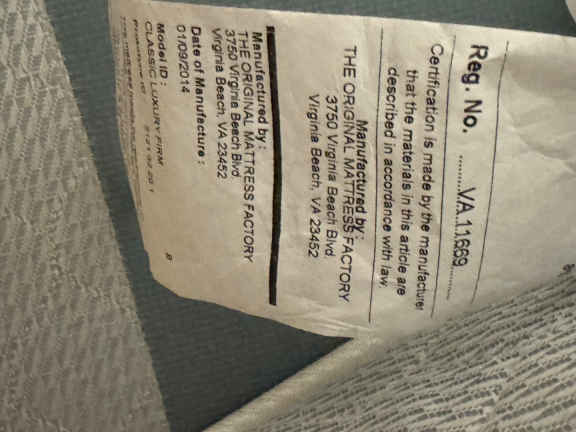 Reg. No. ..........VA 11669..........
Certification is made by the manufacturer
that the materials in this article are
described in accordance with law.
Manufactured by :
THE ORIGINAL MATTRESS FACTORY
3750 Virginia Beach Blvd.
Virginia Beach, VA 23452
Manufactured by :
THE ORIGINAL MATTRESS FACTORY
3750 Virginia Beach Blvd.
Virginia Beach, VA 23452
Date of Manufacture :
01/09/2014
Model ID :
CLASSIC LUXURY FIRM